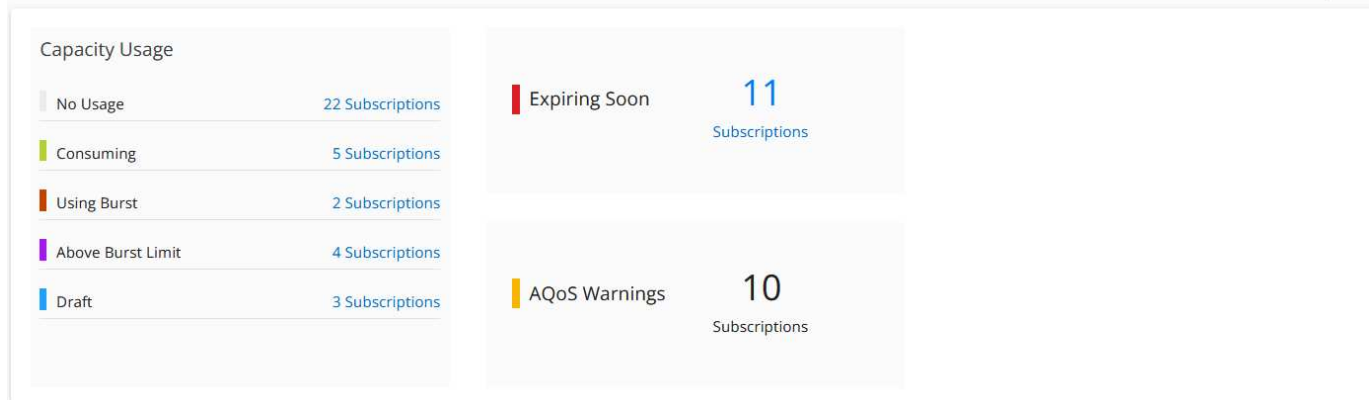 Capacity Usage
No Usage 22 Subscriptions
Consuming 5 Subscriptions
Using Burst 2 Subscriptions
Above Burst Limit 4 Subscriptions
Draft 3 Subscriptions
Expiring Soon 11
Subscriptions
AQoS Warnings 10
Subscriptions